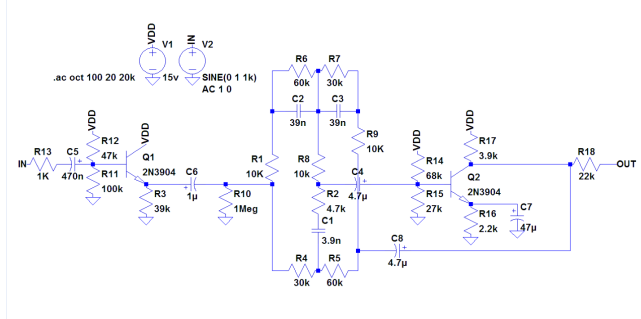 VDD
V1
15v
IN
V2
SINE(0 1 1k)
AC 1 0
.ac oct 100 20 20k
R6
60k
R7
30k
C2
39n
C3
39n
R9
10K
IN
R13
1K
C5
470n
VDD
R12
47k
R11
100k
VDD
Q1
2N3904
R3
39k
C6
1µ
R10
1Meg
R1
10K
R8
10k
R2
4.7k
C1
3.9n
C4
4.7µ
R4
30k
R5
60k
VDD
R14
68k
R15
27k
VDD
R17
3.9k
Q2
2N3904
R16
2.2k
C7
47µ
C8
4.7µ
R18
22k
OUT